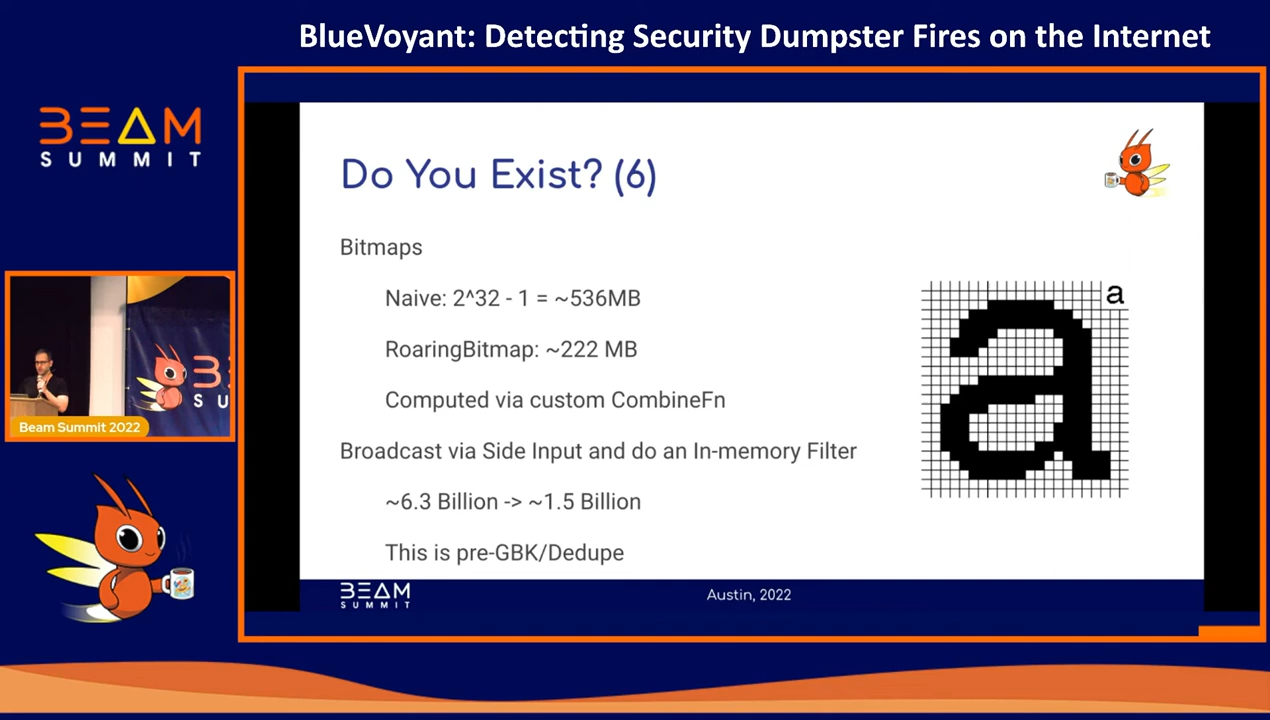 BlueVoyant: Detecting Security Dumpster Fires on the Internet
BEAM
SUMMIT
Do You Exist? (6)
Bitmaps
Naive: 2^32 - 1 = ~536MB
RoaringBitmap: ~222 MB
Computed via custom CombineFn
Broadcast via Side Input and do an In-memory Filter
~6.3 Billion -> ~1.5 Billion
This is pre-GBK/Dedupe
a
B
SU
Beam Summit 2022
BEAM
SUMMIT
Austin, 2022